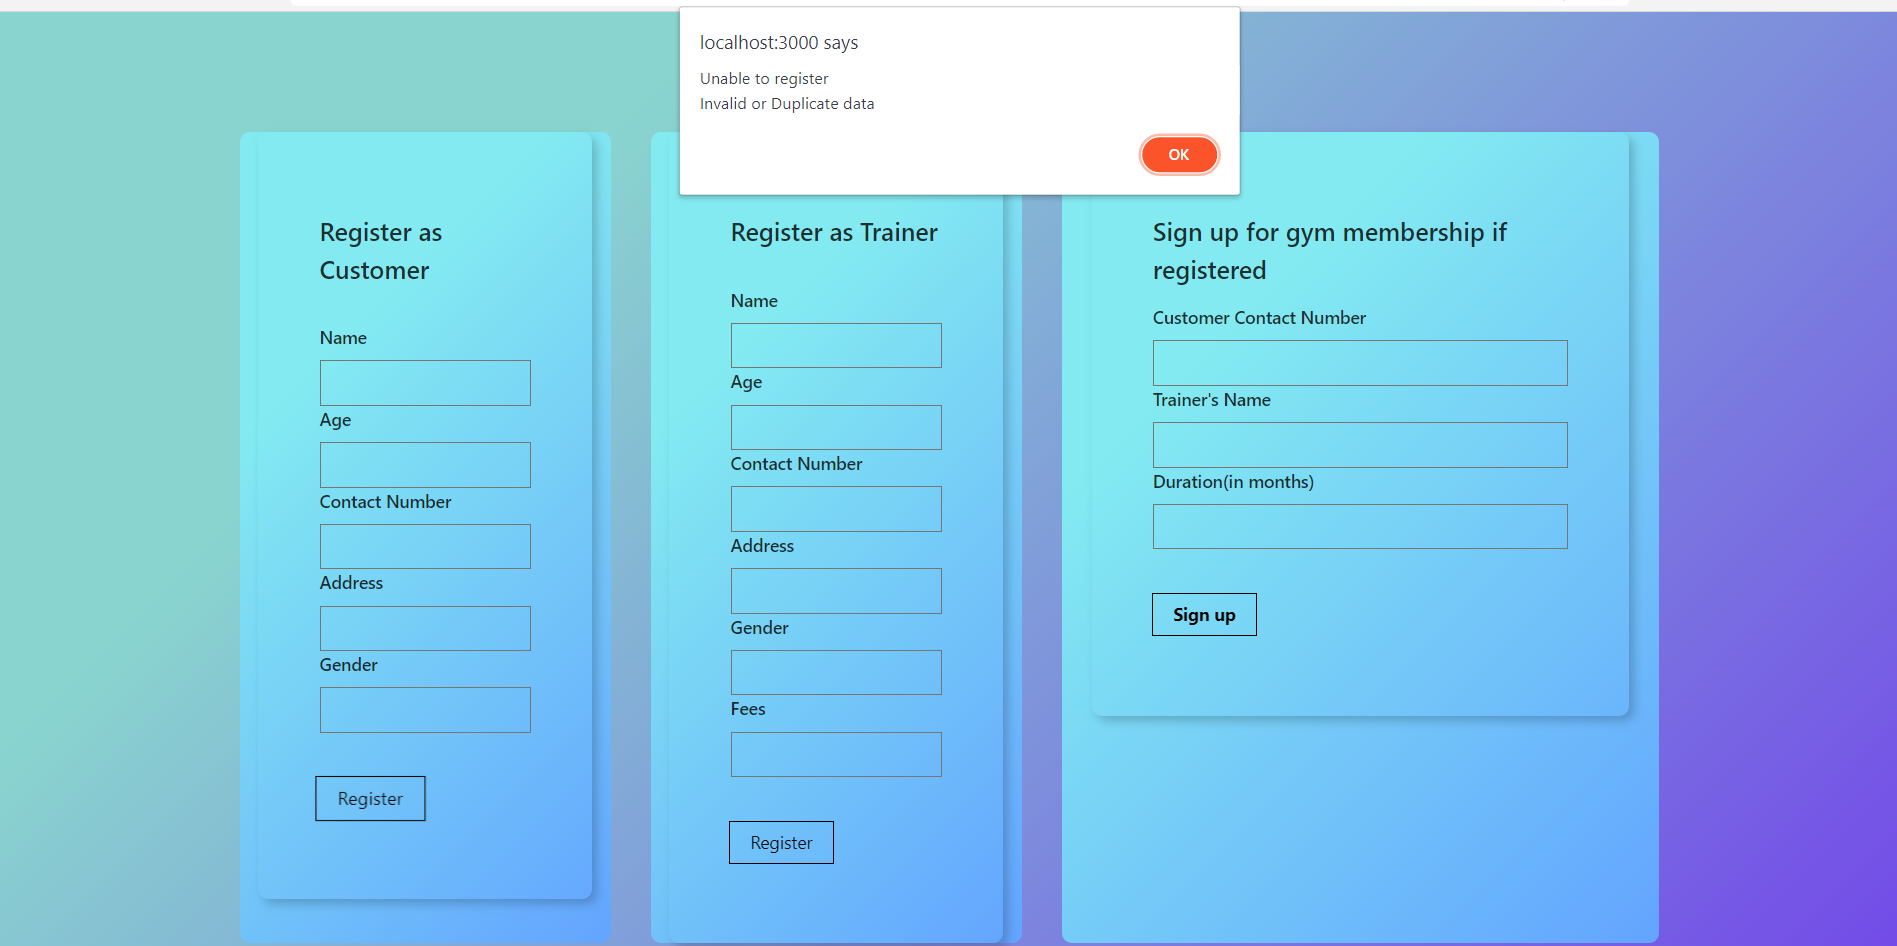 localhost:3000 says
Unable to register
Invalid or Duplicate data
OK
Register as
Customer
Name
Age
Contact Number
Address
Gender
Register
Register as Trainer
Name
Age
Contact Number
Address
Gender
Fees
Register
Sign up for gym membership if
registered
Customer Contact Number
Trainer's Name
Duration(in months)
Sign up